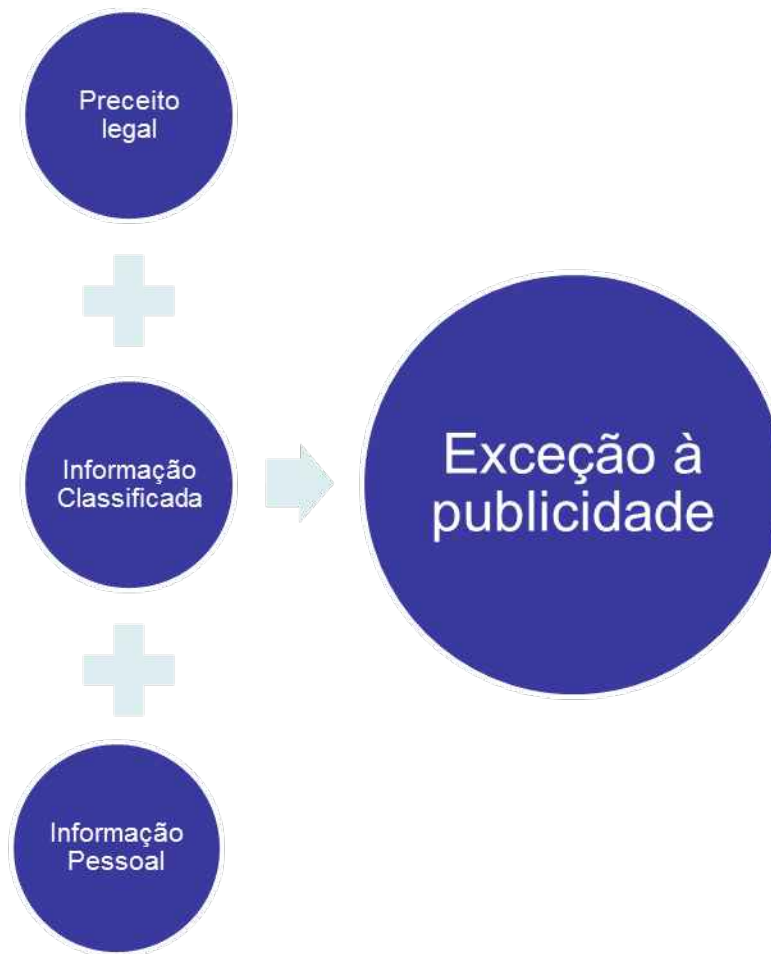 Preceito
legal
Informação
Classificada
Exceção à
publicidade
Informação
Pessoal